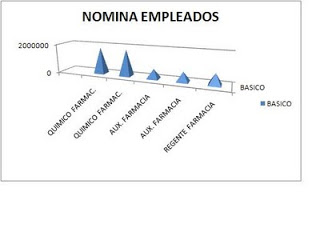 NOMINA EMPLEADOS
2000000
0
BASICO
BASICO
QUIMICO FARMAC.
QUIMICO FARMAC.
AUX. FARMACIA
AUX. FARMACIA
REGENTE FARMACIA